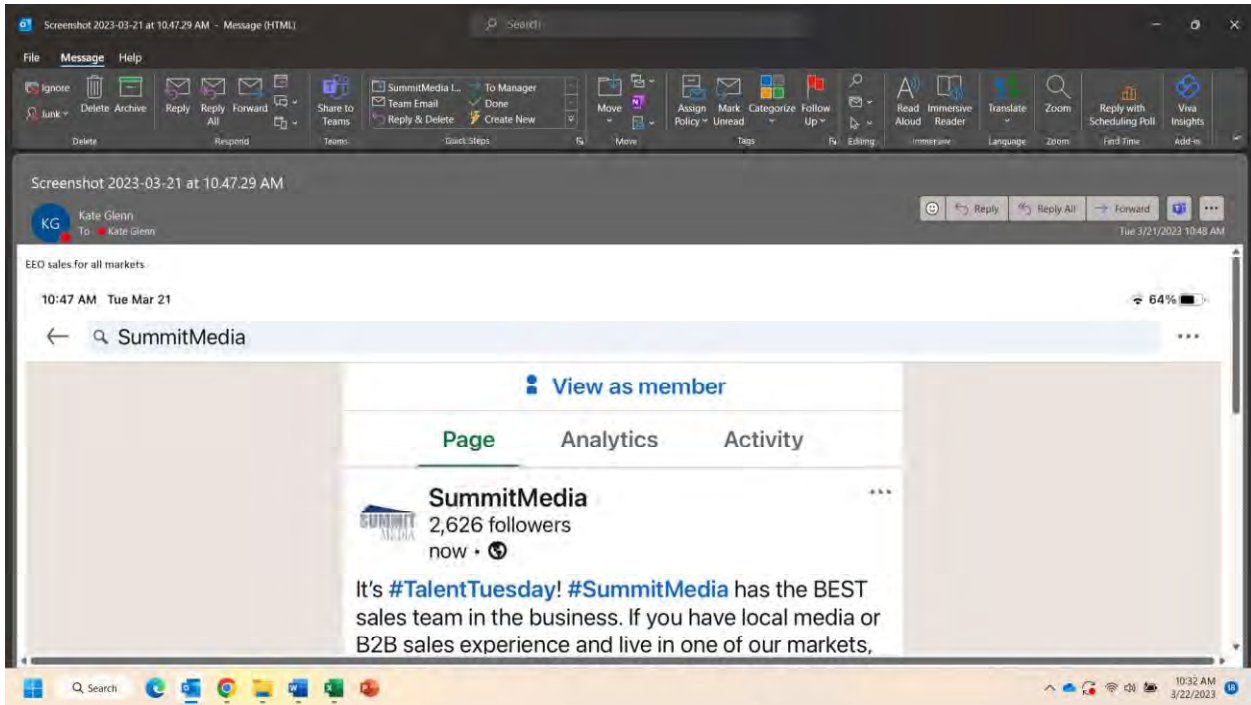 Screenshot 2023-03-21 at 10.47.29 AM - Message (HTML)
Search
File Message Help
Ignore
Junk
Delete Archive
Reply Reply All Forward
Share to Teams
SummitMedia I... To Manager
Team Email Done
Reply & Delete Create New
Move
Assign Policy Mark Unread Categorize Follow Up
Read Aloud Immersive Reader
Translate
Zoom
Reply with Scheduling Poll
Viva Insights
Delete Respond Teams Quick Steps Move Tags Editing Immersive Language Zoom Find Time Add-in
Screenshot 2023-03-21 at 10.47.29 AM
KG
Kate Glenn
To Kate Glenn
Reply Reply All Forward
Tue 3/21/2023 10:48 AM
EEO sales for all markets
10:47 AM Tue Mar 21
64%
SummitMedia
View as member
Page Analytics Activity
SUMMIT
MEDIA
SummitMedia
2,626 followers
now •
It's #TalentTuesday! #SummitMedia has the BEST
sales team in the business. If you have local media or
B2B sales experience and live in one of our markets,
Search
10:32 AM
3/22/2023
18